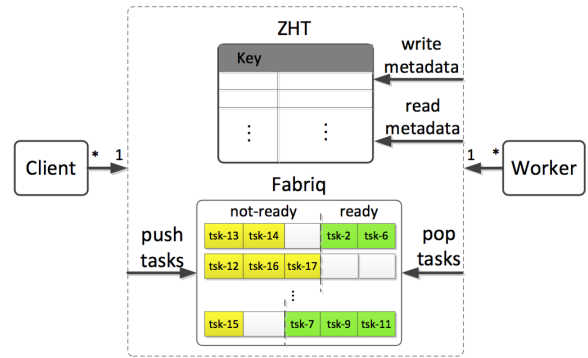 ZHT
Key
write
metadata
read
metadata
⋮ ⋮
Client
* 1
1 *
Worker
Fabriq
not-ready ready
push
tasks
tsk-13 tsk-14 tsk-2 tsk-6
tsk-12 tsk-16 tsk-17
⋮
tsk-15 tsk-7 tsk-9 tsk-11
pop
tasks